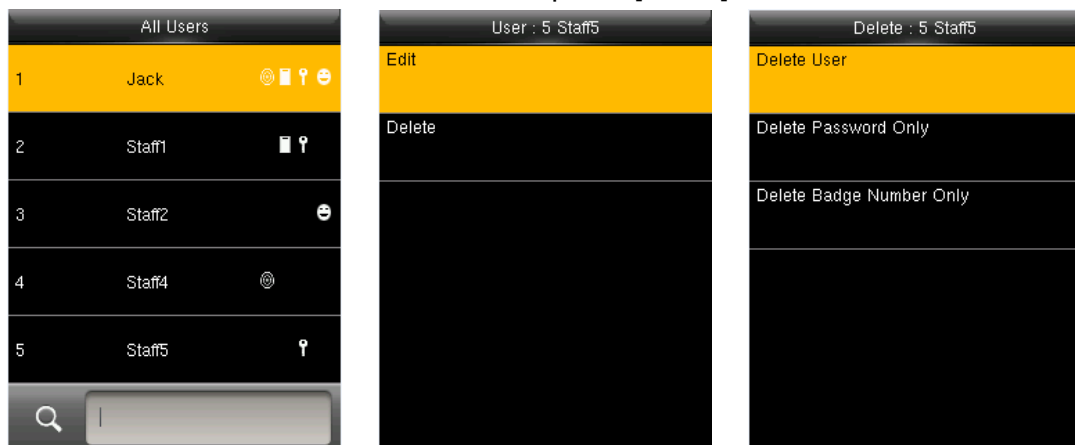 All Users
1 Jack
2 Staff1
3 Staff2
4 Staff4
5 Staff5
User : 5 Staff5
Edit
Delete
Delete : 5 Staff5
Delete User
Delete Password Only
Delete Badge Number Only